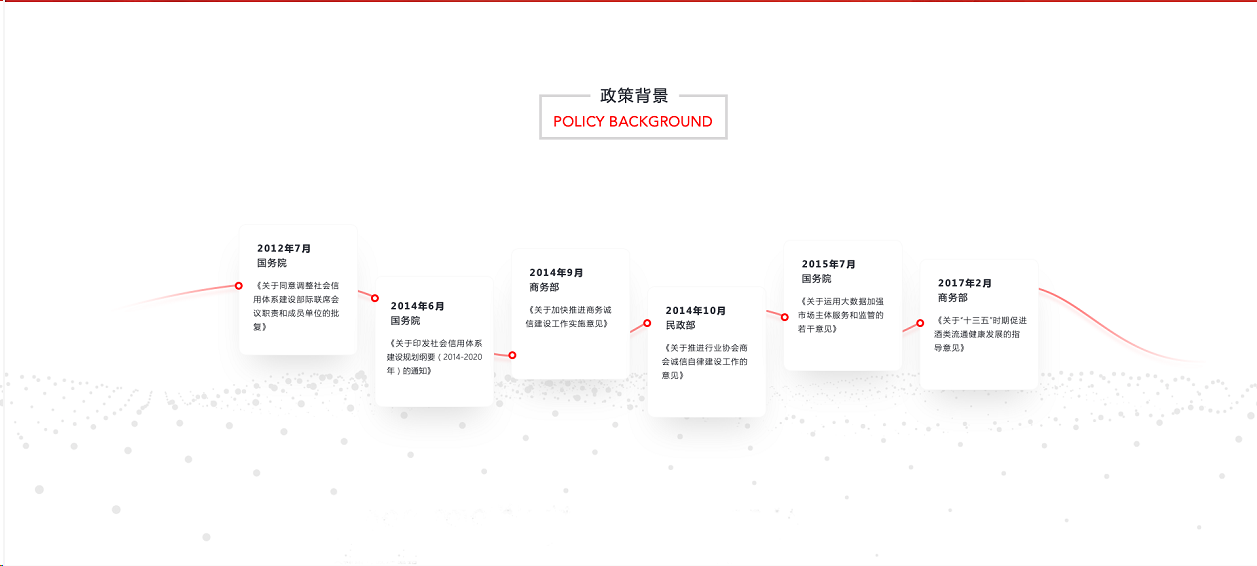 政策背景
POLICY BACKGROUND
2012年7月
国务院
《关于同意调整社会信
用体系建设部际联席会
议职责和成员单位的批
复》
2014年6月
国务院
《关于印发社会信用体系
建设规划纲要（2014-2020
年）的通知》
2014年9月
商务部
《关于加快推进商务诚
信建设工作实施意见》
2014年10月
民政部
《关于推进行业协会商
会诚信自律建设工作的
意见》
2015年7月
国务院
《关于运用大数据加强
市场主体服务和监管的
若干意见》
2017年2月
商务部
《关于“十三五”时期促进
酒类流通健康发展的指
导意见》